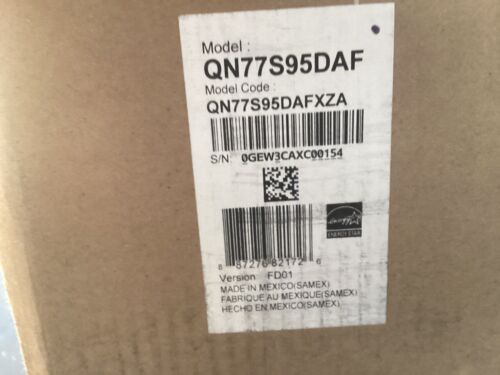 Model :
QN77S95DAF
Model Code :
QN77S95DAFXZA
S/N: 0GEW3CAXC00154
energy
ENERGY STAR
8 87276 82172 6
Version : FD01
MADE IN MEXICO(SAMEX)
FABRIQUE AU MEXIQUE(SAMEX)
HECHO EN MEXICO(SAMEX)